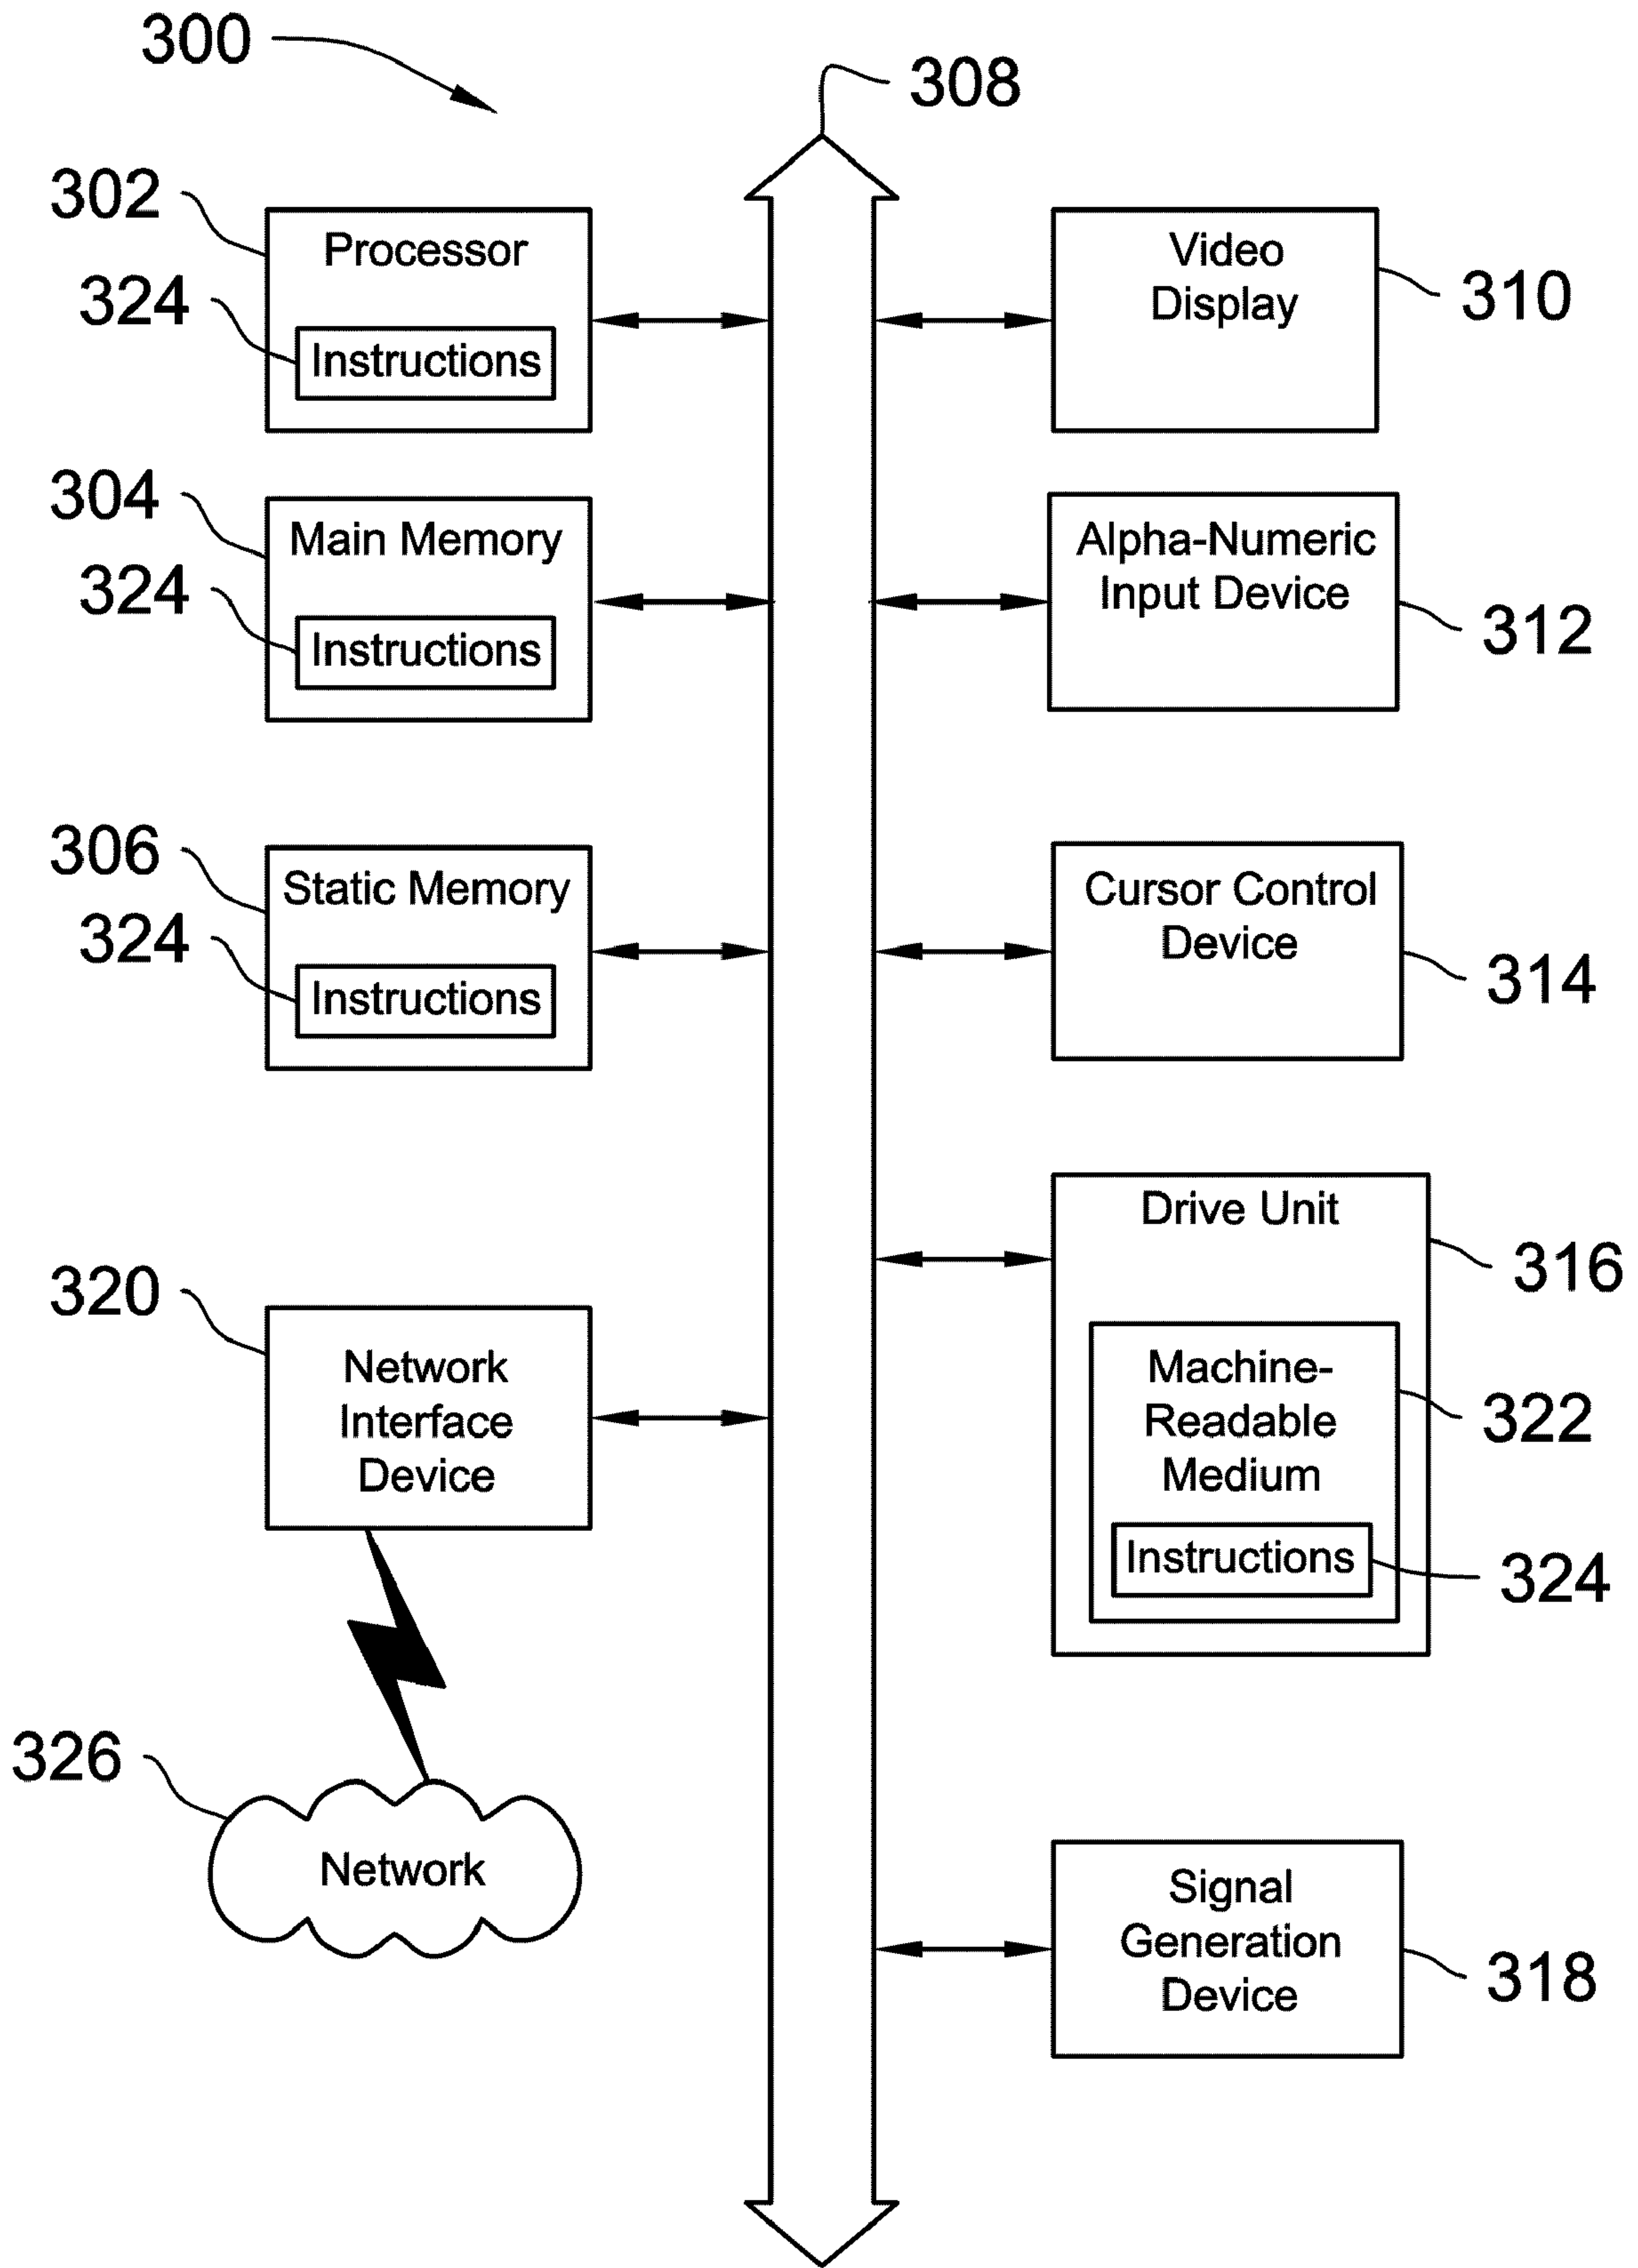 300
308
302
Processor
324
Instructions
Video
Display
310
304
Main Memory
324
Instructions
Alpha-Numeric
Input Device
312
306
Static Memory
324
Instructions
Cursor Control
Device
314
Drive Unit
316
Machine-
Readable
Medium
322
Instructions
324
320
Network
Interface
Device
326
Network
Signal
Generation
Device
318